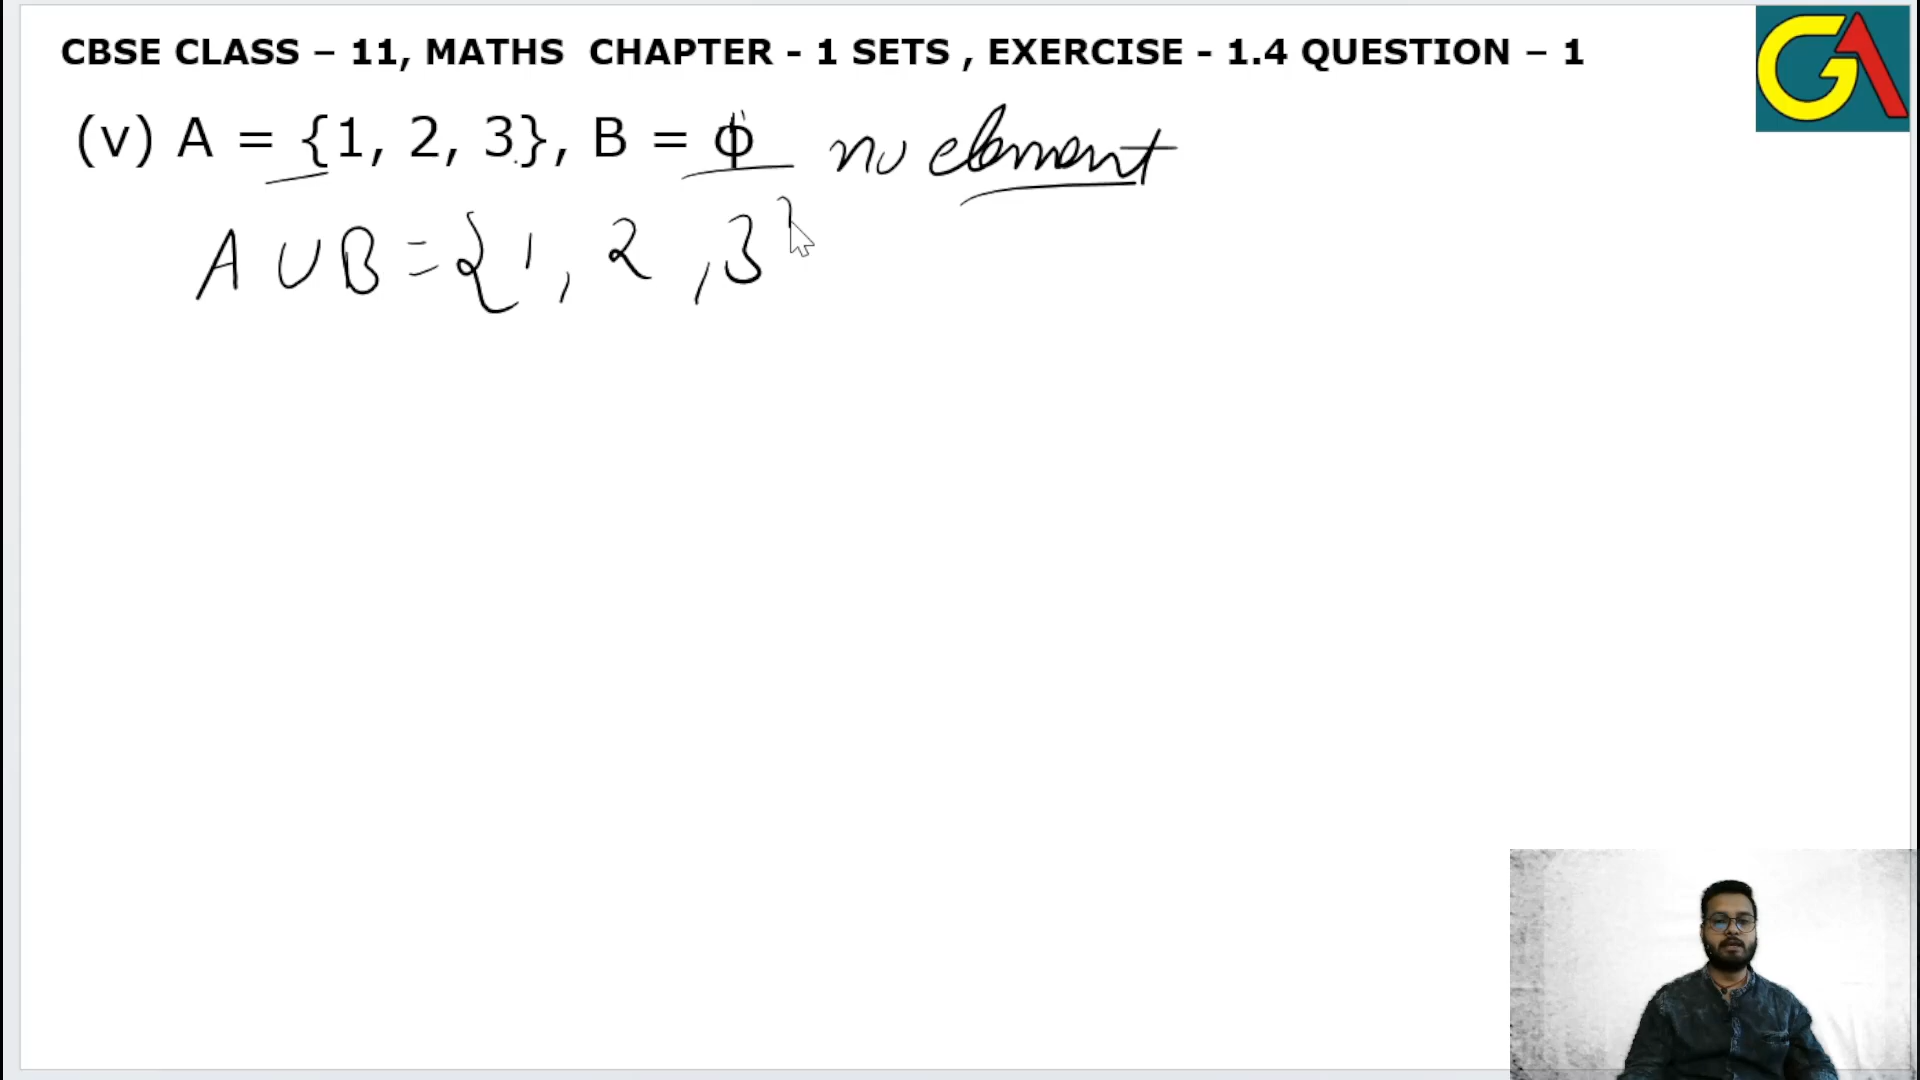 CBSE CLASS – 11, MATHS CHAPTER - 1 SETS , EXERCISE - 1.4 QUESTION – 1
(v) A = {1, 2, 3}, B = ϕ no element
A ∪ B = {1, 2, 3}
GA